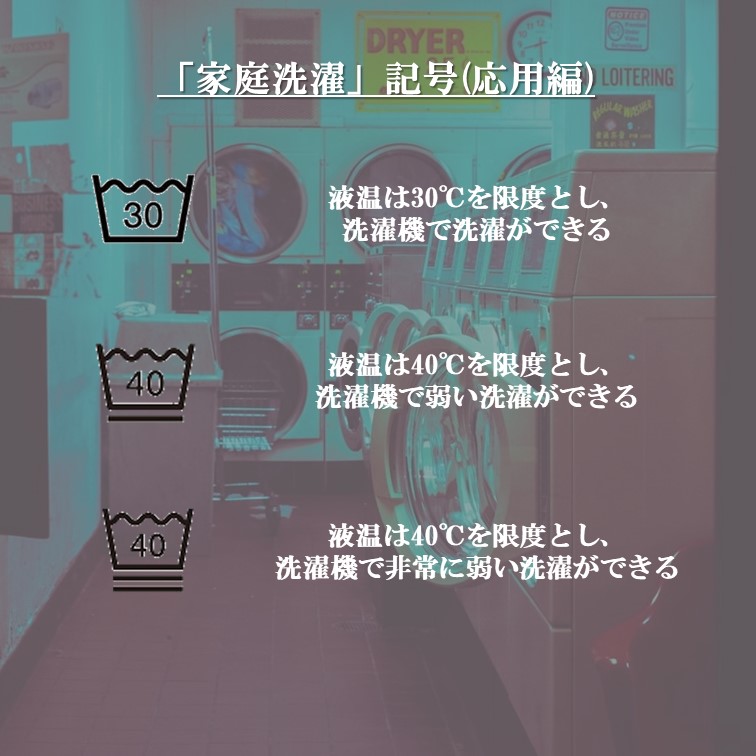 DRYER
NOTICE
LOITERING
REGULAR WASHER
「家庭洗濯」記号(応用編)
30
液温は30℃を限度とし、
洗濯機で洗濯ができる
40
液温は40℃を限度とし、
洗濯機で弱い洗濯ができる
40
液温は40℃を限度とし、
洗濯機で非常に弱い洗濯ができる